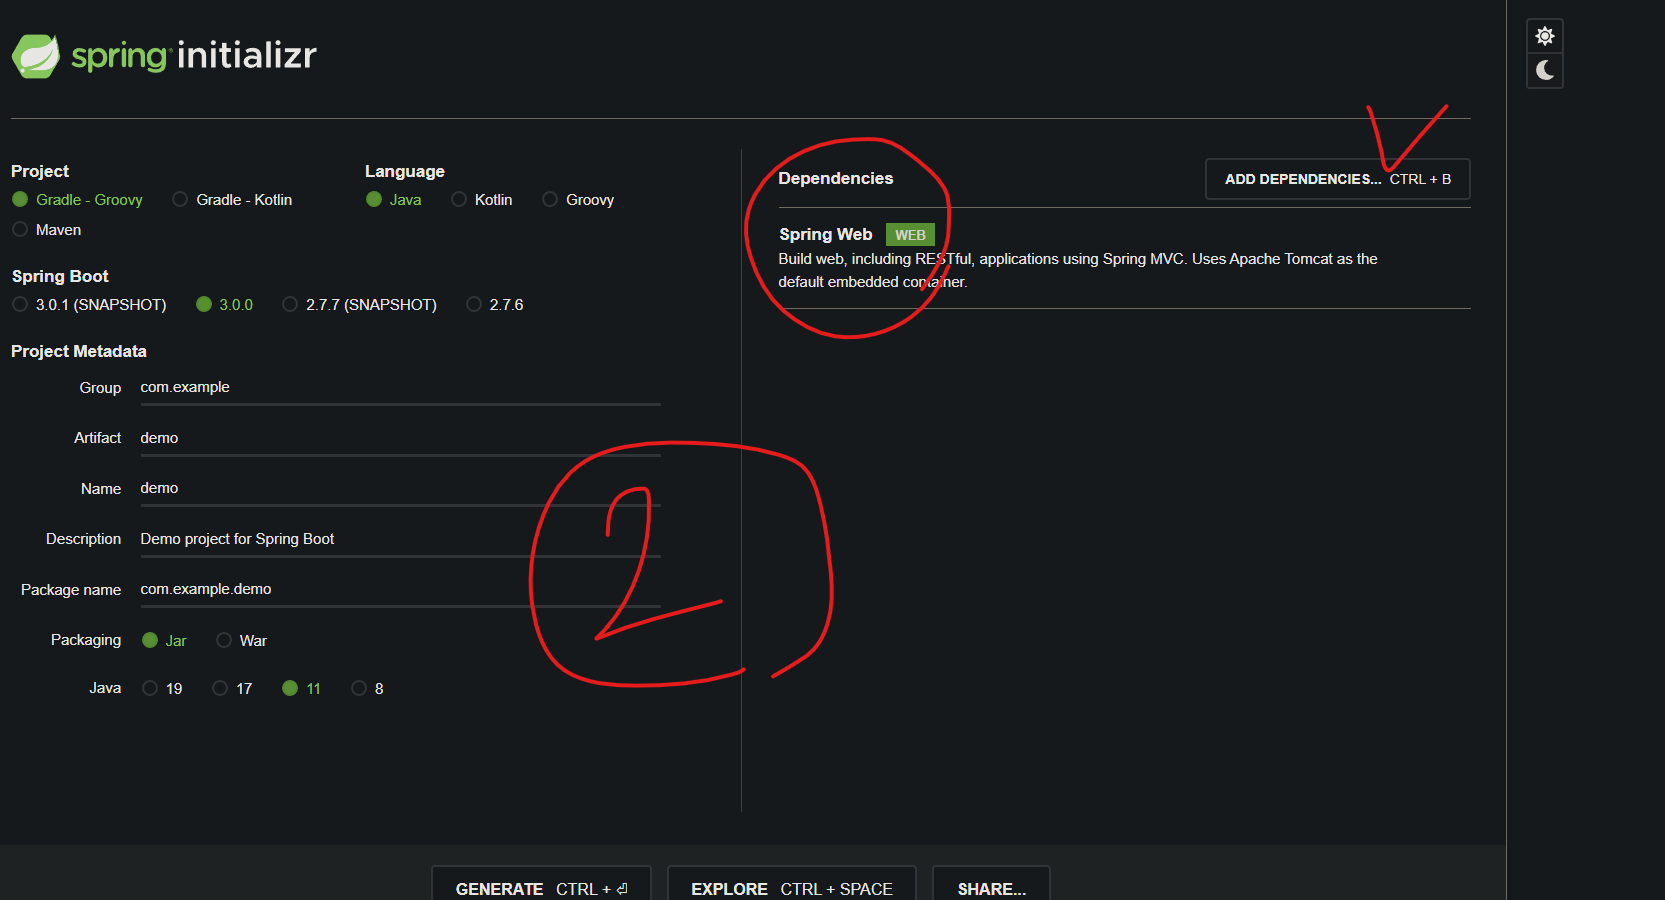 spring initializr
Project
Gradle - Groovy Gradle - Kotlin
Maven
Language
Java Kotlin Groovy
Spring Boot
3.0.1 (SNAPSHOT) 3.0.0 2.7.7 (SNAPSHOT) 2.7.6
Project Metadata
Group com.example
Artifact demo
Name demo
Description Demo project for Spring Boot
Package name com.example.demo
Packaging Jar War
Java 19 17 11 8
2
Dependencies
ADD DEPENDENCIES... CTRL + B
Spring Web WEB
Build web, including RESTful, applications using Spring MVC. Uses Apache Tomcat as the
default embedded container.
GENERATE CTRL + ⏎
EXPLORE CTRL + SPACE
SHARE...